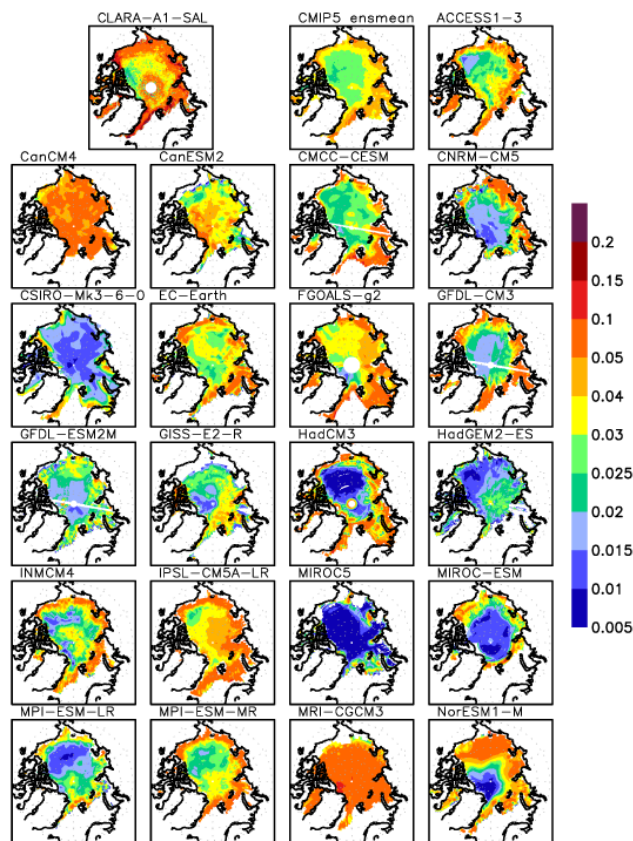 CLARA-A1-SAL CMIP5 ensmean ACCESS1-3
CanCM4 CanESM2 CMCC-CESM CNRM-CM5
CSIRO-Mk3-6-0 EC-Earth FGOALS-g2 GFDL-CM3
GFDL-ESM2M GISS-E2-R HadCM3 HadGEM2-ES
INMCM4 IPSL-CM5A-LR MIROC5 MIROC-ESM
MPI-ESM-LR MPI-ESM-MR MRI-CGCM3 NorESM1-M
0.2
0.15
0.1
0.05
0.04
0.03
0.025
0.02
0.015
0.01
0.005